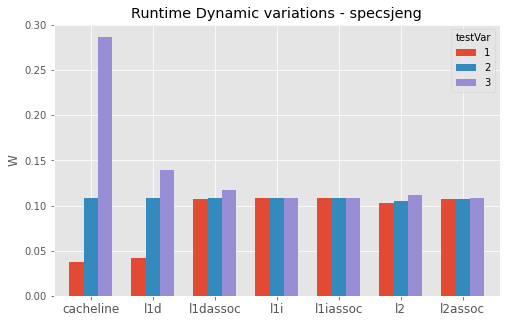 Runtime Dynamic variations - specsjeng
testVar
1
2
3
W
0.30
0.25
0.20
0.15
0.10
0.05
0.00
cacheline l1d l1dassoc l1i l1iassoc l2 l2assoc